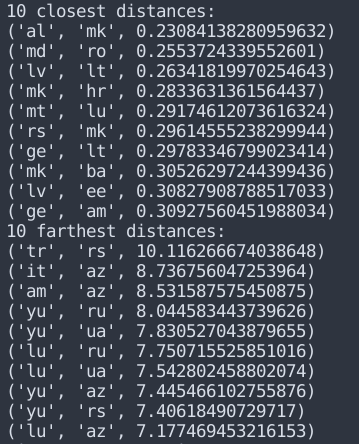 10 closest distances:
('al', 'mk', 0.23084138280959632)
('md', 'ro', 0.2553724339552601)
('lv', 'lt', 0.26341819970254643)
('mk', 'hr', 0.2833631361564437)
('mt', 'lu', 0.29174612073616324)
('rs', 'mk', 0.29614555238299944)
('ge', 'lt', 0.29783346799023414)
('mk', 'ba', 0.30526297244399436)
('lv', 'ee', 0.30827908788517033)
('ge', 'am', 0.30927560451988034)
10 farthest distances:
('tr', 'rs', 10.116266674038648)
('it', 'az', 8.736756047253964)
('am', 'az', 8.531587575450875)
('yu', 'ru', 8.044583443739626)
('yu', 'ua', 7.830527043879655)
('lu', 'ru', 7.750715525851016)
('lu', 'ua', 7.542802458802074)
('yu', 'az', 7.445466102755876)
('yu', 'rs', 7.40618490729717)
('lu', 'az', 7.177469453216153)